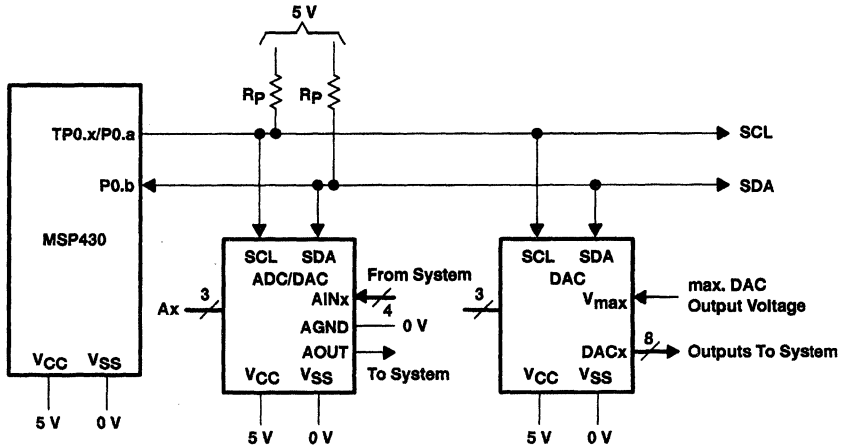 5 V
RP RP
TP0.x/P0.a
SCL
P0.b
SDA
MSP430
SCL SDA
ADC/DAC
From System
AINx
4
Ax
3
AGND
0 V
AOUT
To System
VCC VSS
5 V 0 V
VCC VSS
5 V 0 V
SCL SDA
DAC
3
Vmax
max. DAC
Output Voltage
DACx
8
Outputs To System
VCC VSS
5 V 0 V